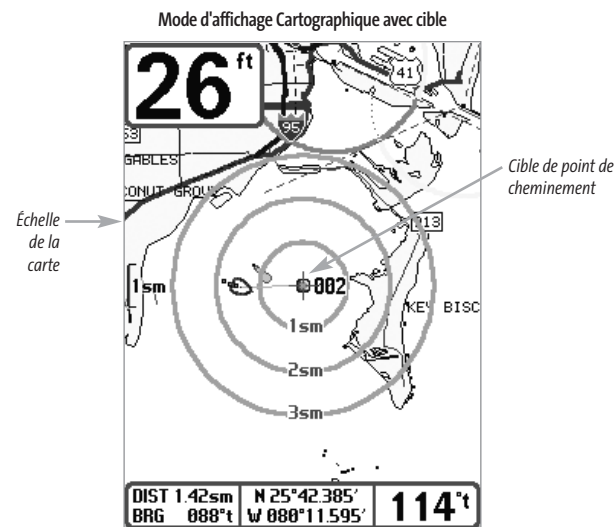 Mode d'affichage Cartographique avec cible
26 ft
41
95
GABLES
CONUT GROVE
Cible de point de
cheminement
Échelle
de la
carte
913
1sm
002
KEY BISC
1sm
2sm
3sm
DIST 1.42sm
BRG 088°t
N 25°42.385'
W 080°11.595'
114°t